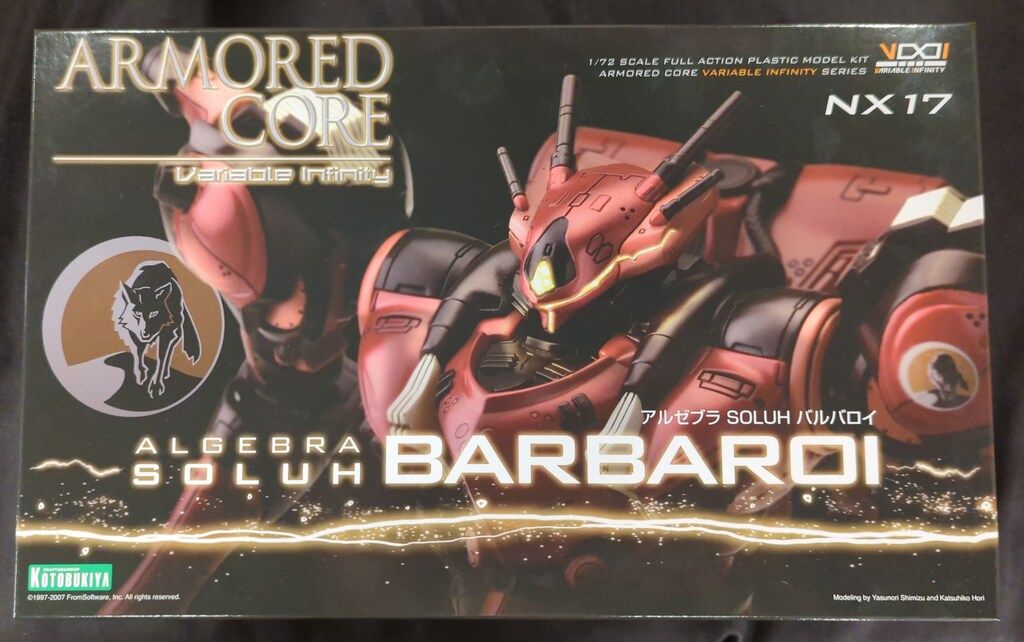 ARMORED
CORE
Variable Infinity
1/72 SCALE FULL ACTION PLASTIC MODEL KIT
ARMORED CORE VARIABLE INFINITY SERIES
VARIABLE INFINITY
NX17
アルゼブラ SOLUH バルバロイ
ALGEBRA
SOLUH
BARBAROI
CRAFTSMANSHIP
KOTOBUKIYA
©1997-2007 FromSoftware, Inc. All rights reserved.
Modeling by Yasunori Shimizu and Katsuhiko Hori